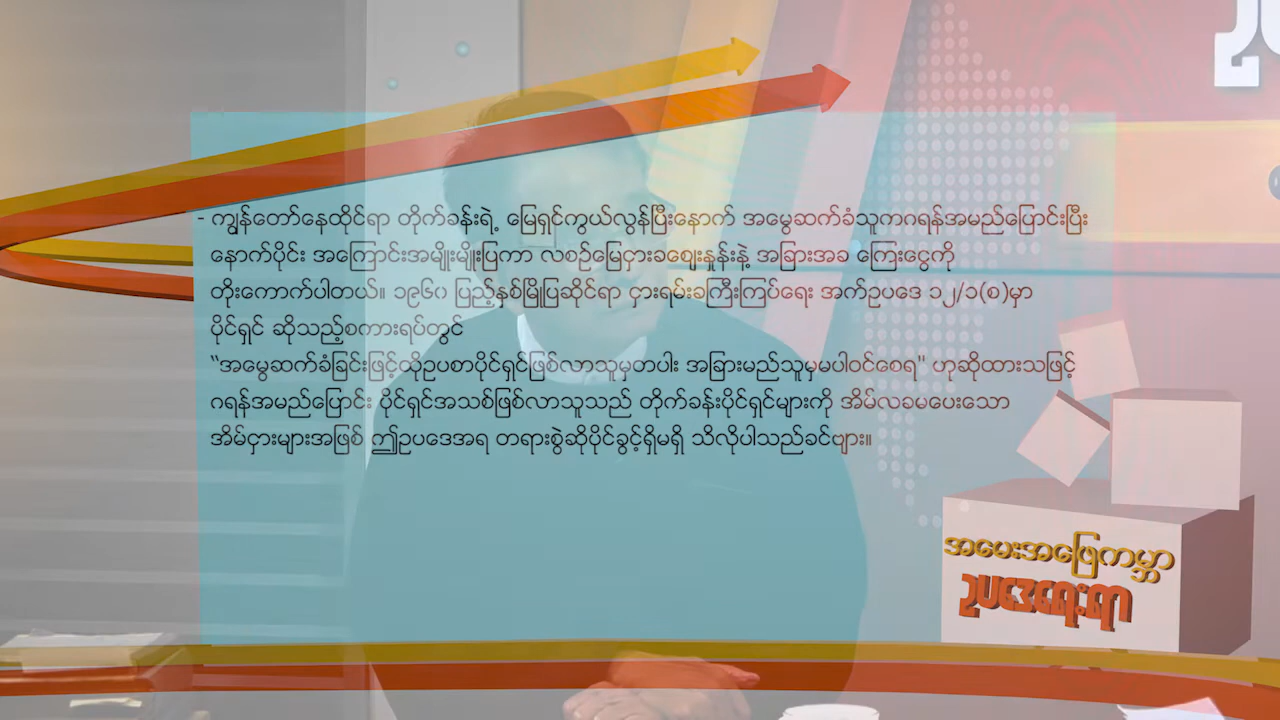 - ကျွန်တော်နေထိုင်ရာ တိုက်ခန်းရဲ့ မြေရှင်ကွယ်လွန်ပြီးနောက် အမွေဆက်ခံသူကဂရန်အမည်ပြောင်းပြီး
နောက်ပိုင်း အကြောင်းအမျိုးမျိုးပြကာ လစဉ်မြေငှားခဈေးနှုန်းနဲ့ အခြားအခ ကြေးငွေကို
တိုးကောက်ပါတယ်။ ၁၉၆၀ ပြည့်နှစ်မြို့ပြဆိုင်ရာ ငှားရမ်းခကြီးကြပ်ရေး အက်ဥပဒေ ၁၂/၁(စ)မှာ
ပိုင်ရှင် ဆိုသည့်စကားရပ်တွင်
“အမွေဆက်ခံခြင်းဖြင့်ထိုဥပစာပိုင်ရှင်ဖြစ်လာသူမှတပါး အခြားမည်သူမှမပါဝင်စေရ" ဟုဆိုထားသဖြင့်
ဂရန်အမည်ပြောင်း ပိုင်ရှင်အသစ်ဖြစ်လာသူသည် တိုက်ခန်းပိုင်ရှင်များကို အိမ်လခမပေးသော
အိမ်ငှားများအဖြစ် ဤဥပဒေအရ တရားစွဲဆိုပိုင်ခွင့်ရှိမရှိ သိလိုပါသည်ခင်ဗျား။
အမေးအဖြေကမ္ဘာ
ဥပဒေရေးရာ